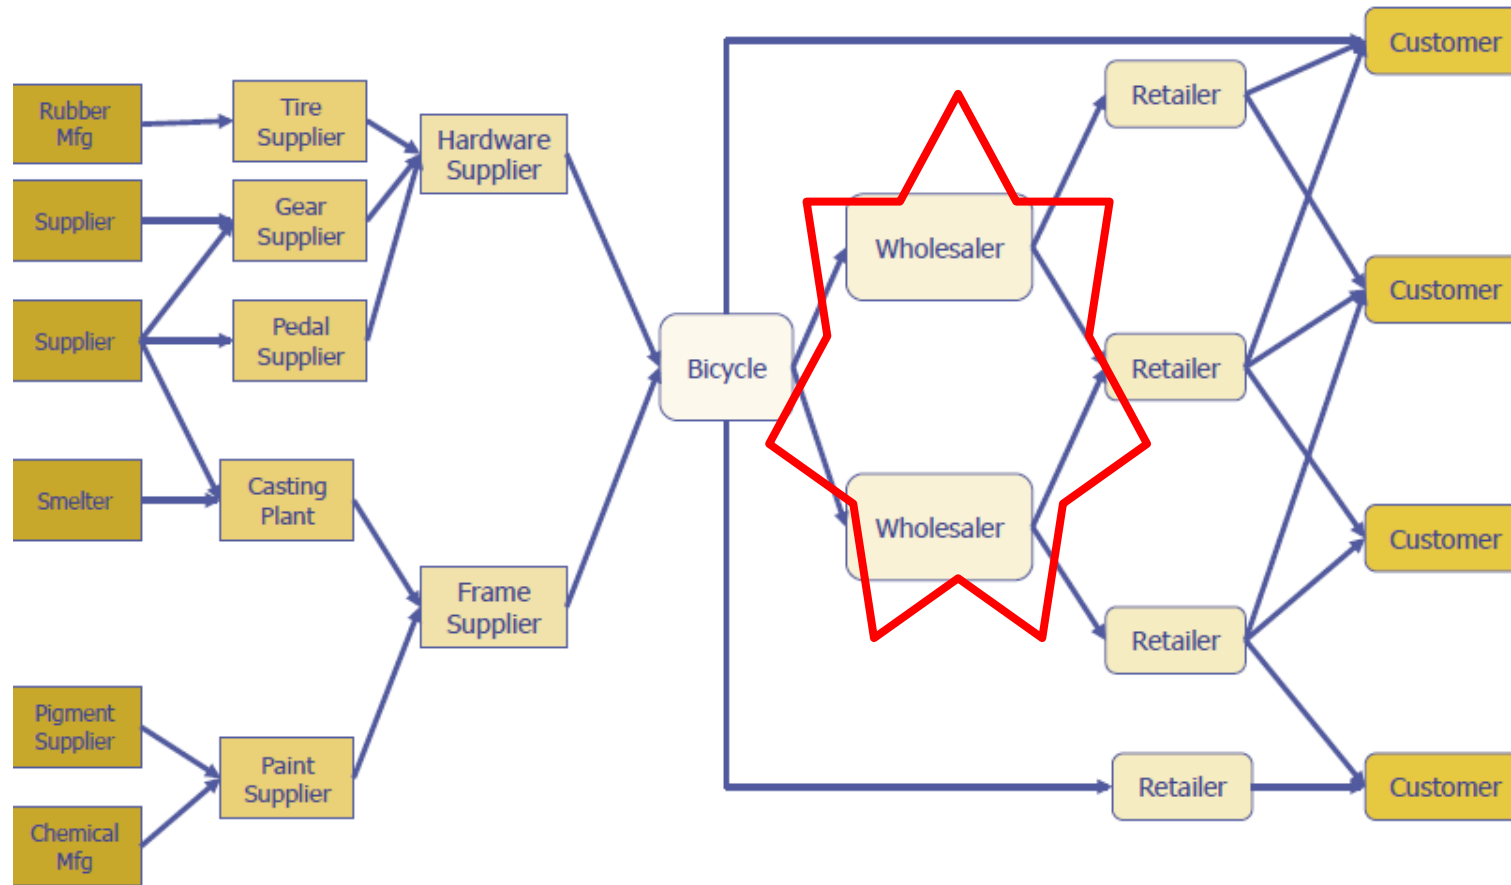 Rubber
Mfg
Supplier
Supplier
Smelter
Pigment
Supplier
Chemical
Mfg
Tire
Supplier
Gear
Supplier
Pedal
Supplier
Casting
Plant
Paint
Supplier
Hardware
Supplier
Frame
Supplier
Bicycle
Wholesaler
Wholesaler
Retailer
Retailer
Retailer
Retailer
Customer
Customer
Customer
Customer